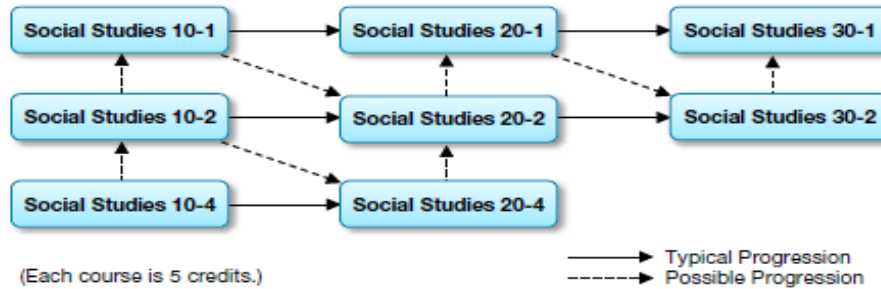 Social Studies 10-1
Social Studies 20-1
Social Studies 30-1
Social Studies 10-2
Social Studies 20-2
Social Studies 30-2
Social Studies 10-4
Social Studies 20-4
(Each course is 5 credits.)
Typical Progression
Possible Progression